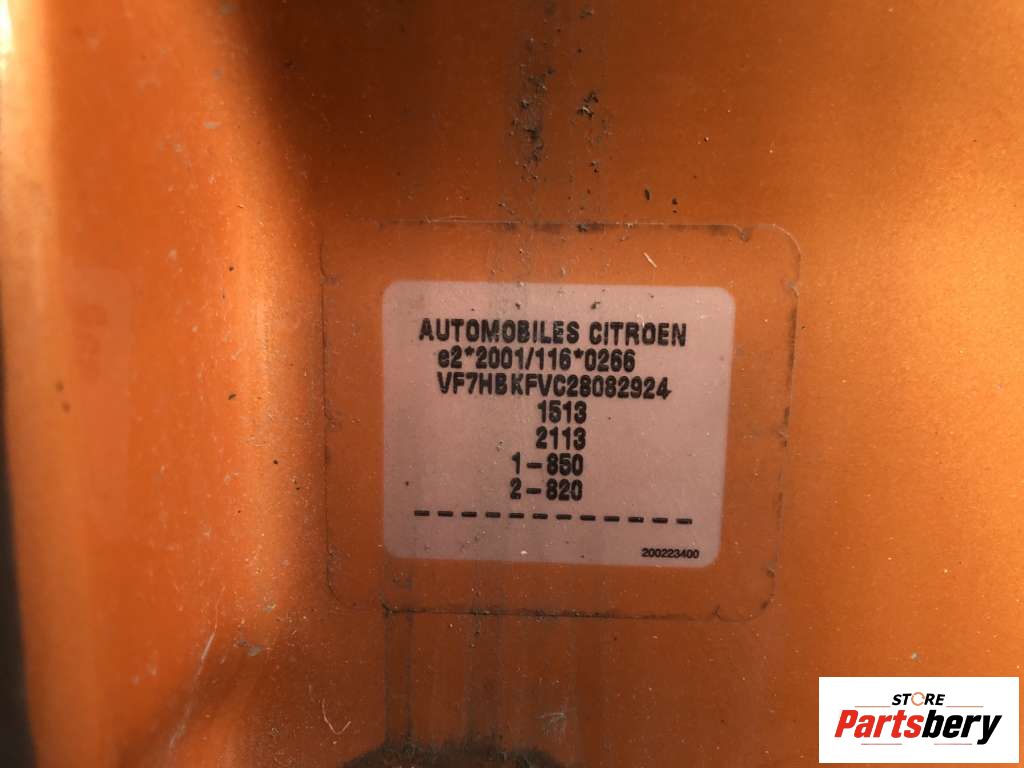 AUTOMOBILES CITROEN
e2*2001/116*0266
VF7HBKFVC28082924
1513
2113
1-850
2-820
------------
200223400
STORE
Partsbery